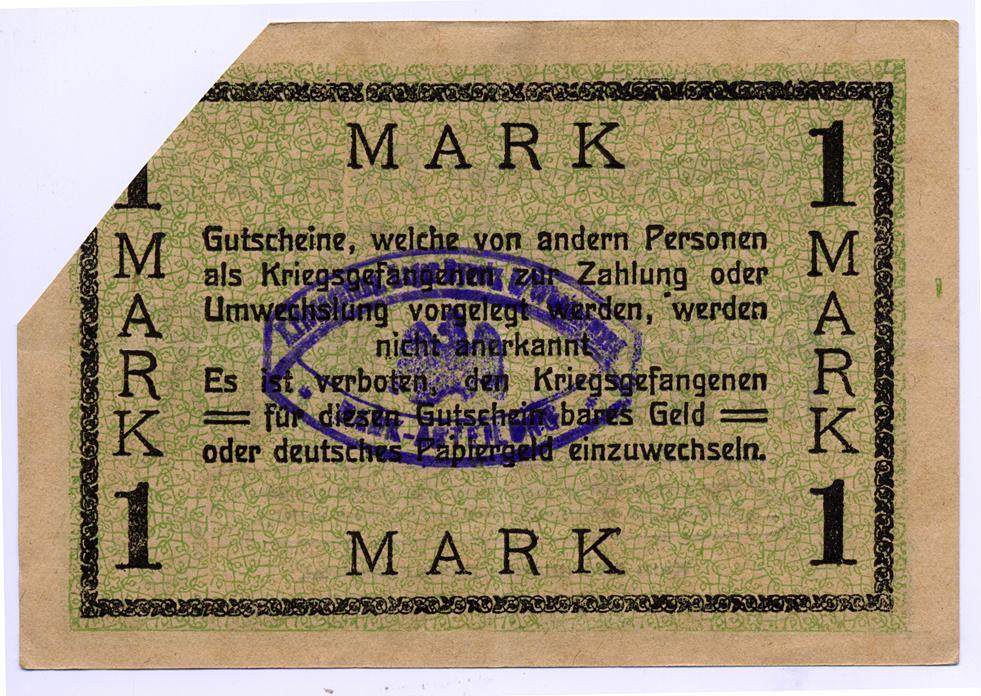 MARK
1 1
MARK MARK
Gutscheine, welche von andern Personen
als Kriegsgefangenen zur Zahlung oder
Umwechslung vorgelegt werden, werden
nicht anerkannt
Es ist verboten, den Kriegsgefangenen
= für diesen Gutschein bares Geld =
oder deutsches Papiergeld einzuwechseln.
1 1
MARK